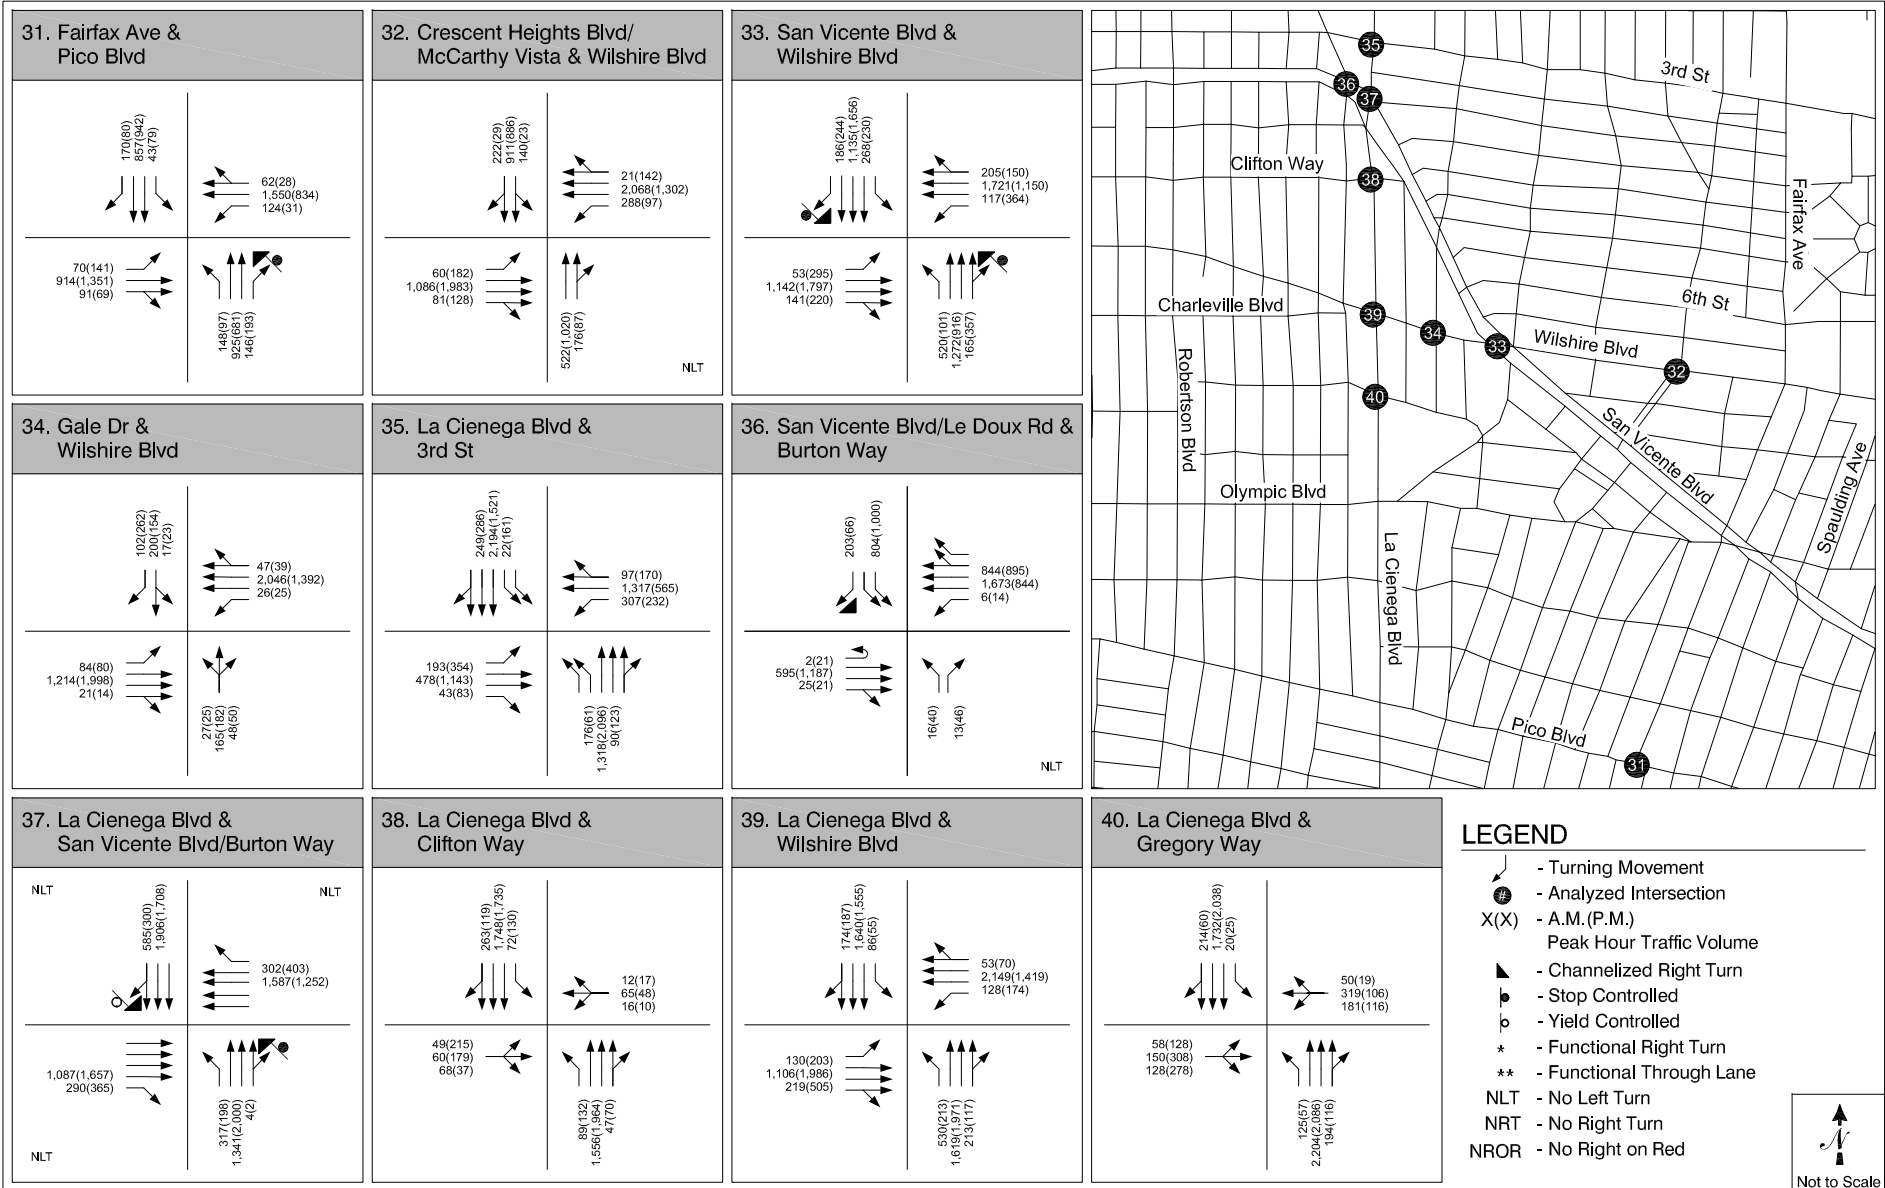 31. Fairfax Ave &
Pico Blvd
170(80)
857(942)
43(79)
62(28)
1,550(834)
124(31)
70(141)
914(1,351)
91(69)
148(97)
925(681)
146(193)
32. Crescent Heights Blvd/
McCarthy Vista & Wilshire Blvd
222(29)
911(886)
140(23)
21(142)
2,068(1,302)
288(97)
60(182)
1,086(1,983)
81(128)
522(1,020)
176(87)
NLT
33. San Vicente Blvd &
Wilshire Blvd
186(244)
1,135(1,656)
268(230)
205(150)
1,721(1,150)
117(364)
53(295)
1,142(1,797)
141(220)
520(101)
1,272(916)
165(357)
34. Gale Dr &
Wilshire Blvd
102(262)
200(154)
17(23)
47(39)
2,046(1,392)
26(25)
84(80)
1,214(1,998)
21(14)
27(25)
165(182)
48(50)
35. La Cienega Blvd &
3rd St
249(286)
2,194(1,521)
22(161)
97(170)
1,317(565)
307(232)
193(354)
478(1,143)
43(83)
176(61)
1,318(2,096)
90(123)
36. San Vicente Blvd/Le Doux Rd &
Burton Way
203(66)
804(1,000)
844(895)
1,673(844)
6(14)
2(21)
595(1,187)
25(21)
16(40)
13(46)
NLT
37. La Cienega Blvd &
San Vicente Blvd/Burton Way
NLT
NLT
585(300)
1,906(1,708)
302(403)
1,587(1,252)
1,087(1,657)
290(365)
317(198)
1,341(2,000)
4(2)
NLT
38. La Cienega Blvd &
Clifton Way
263(119)
1,748(1,735)
72(130)
12(17)
65(48)
16(10)
49(215)
60(179)
68(37)
89(132)
1,556(1,964)
47(70)
39. La Cienega Blvd &
Wilshire Blvd
174(187)
1,640(1,555)
86(55)
53(70)
2,149(1,419)
128(174)
130(203)
1,106(1,986)
219(505)
530(213)
1,619(1,971)
213(117)
40. La Cienega Blvd &
Gregory Way
214(60)
1,732(2,038)
20(25)
50(19)
319(106)
181(116)
58(128)
150(308)
128(278)
125(57)
2,204(2,086)
194(116)
35
3rd St
36
37
Clifton Way
38
Fairfax Ave
6th St
Charleville Blvd
39
34
33
Wilshire Blvd
32
Robertson Blvd
40
San Vicente Blvd
Spaulding Ave
Olympic Blvd
La Cienega Blvd
Pico Blvd
31
LEGEND
- Turning Movement
# - Analyzed Intersection
X(X) - A.M.(P.M.)
Peak Hour Traffic Volume
- Channelized Right Turn
- Stop Controlled
- Yield Controlled
* - Functional Right Turn
** - Functional Through Lane
NLT - No Left Turn
NRT - No Right Turn
NROR - No Right on Red
N
Not to Scale